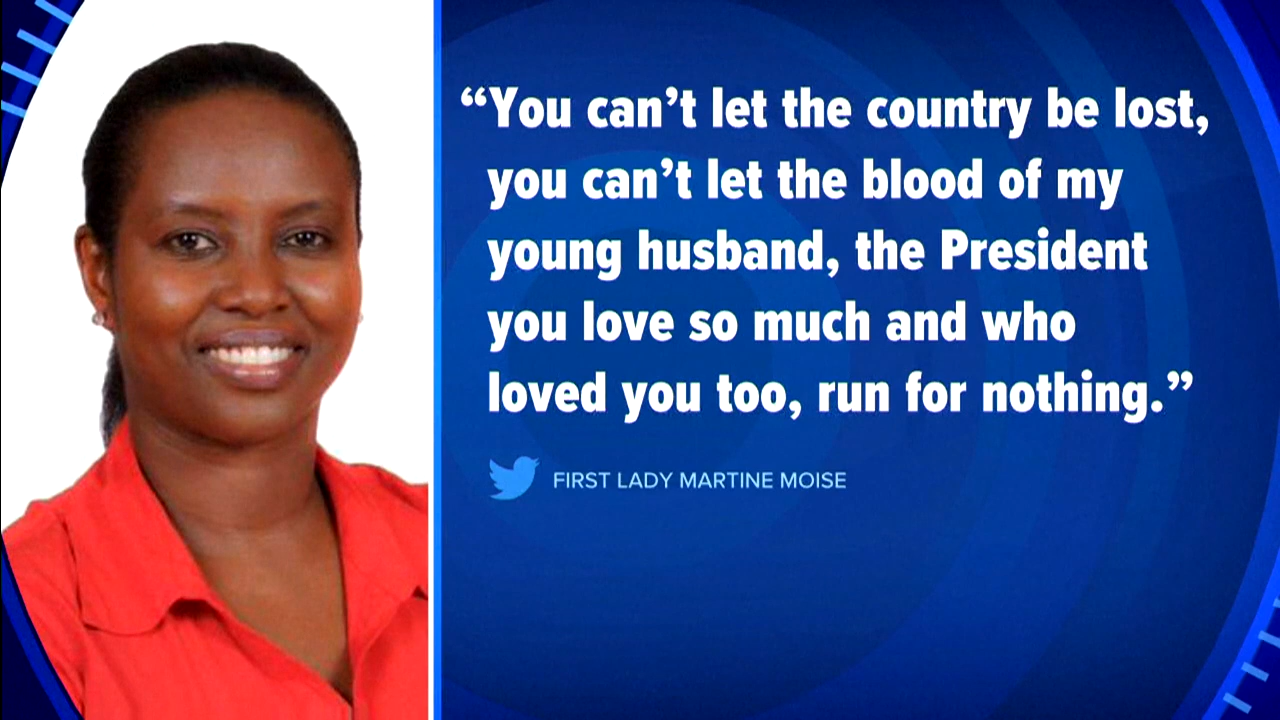 “You can’t let the country be lost,
you can’t let the blood of my
young husband, the President
you love so much and who
loved you too, run for nothing.”
FIRST LADY MARTINE MOISE